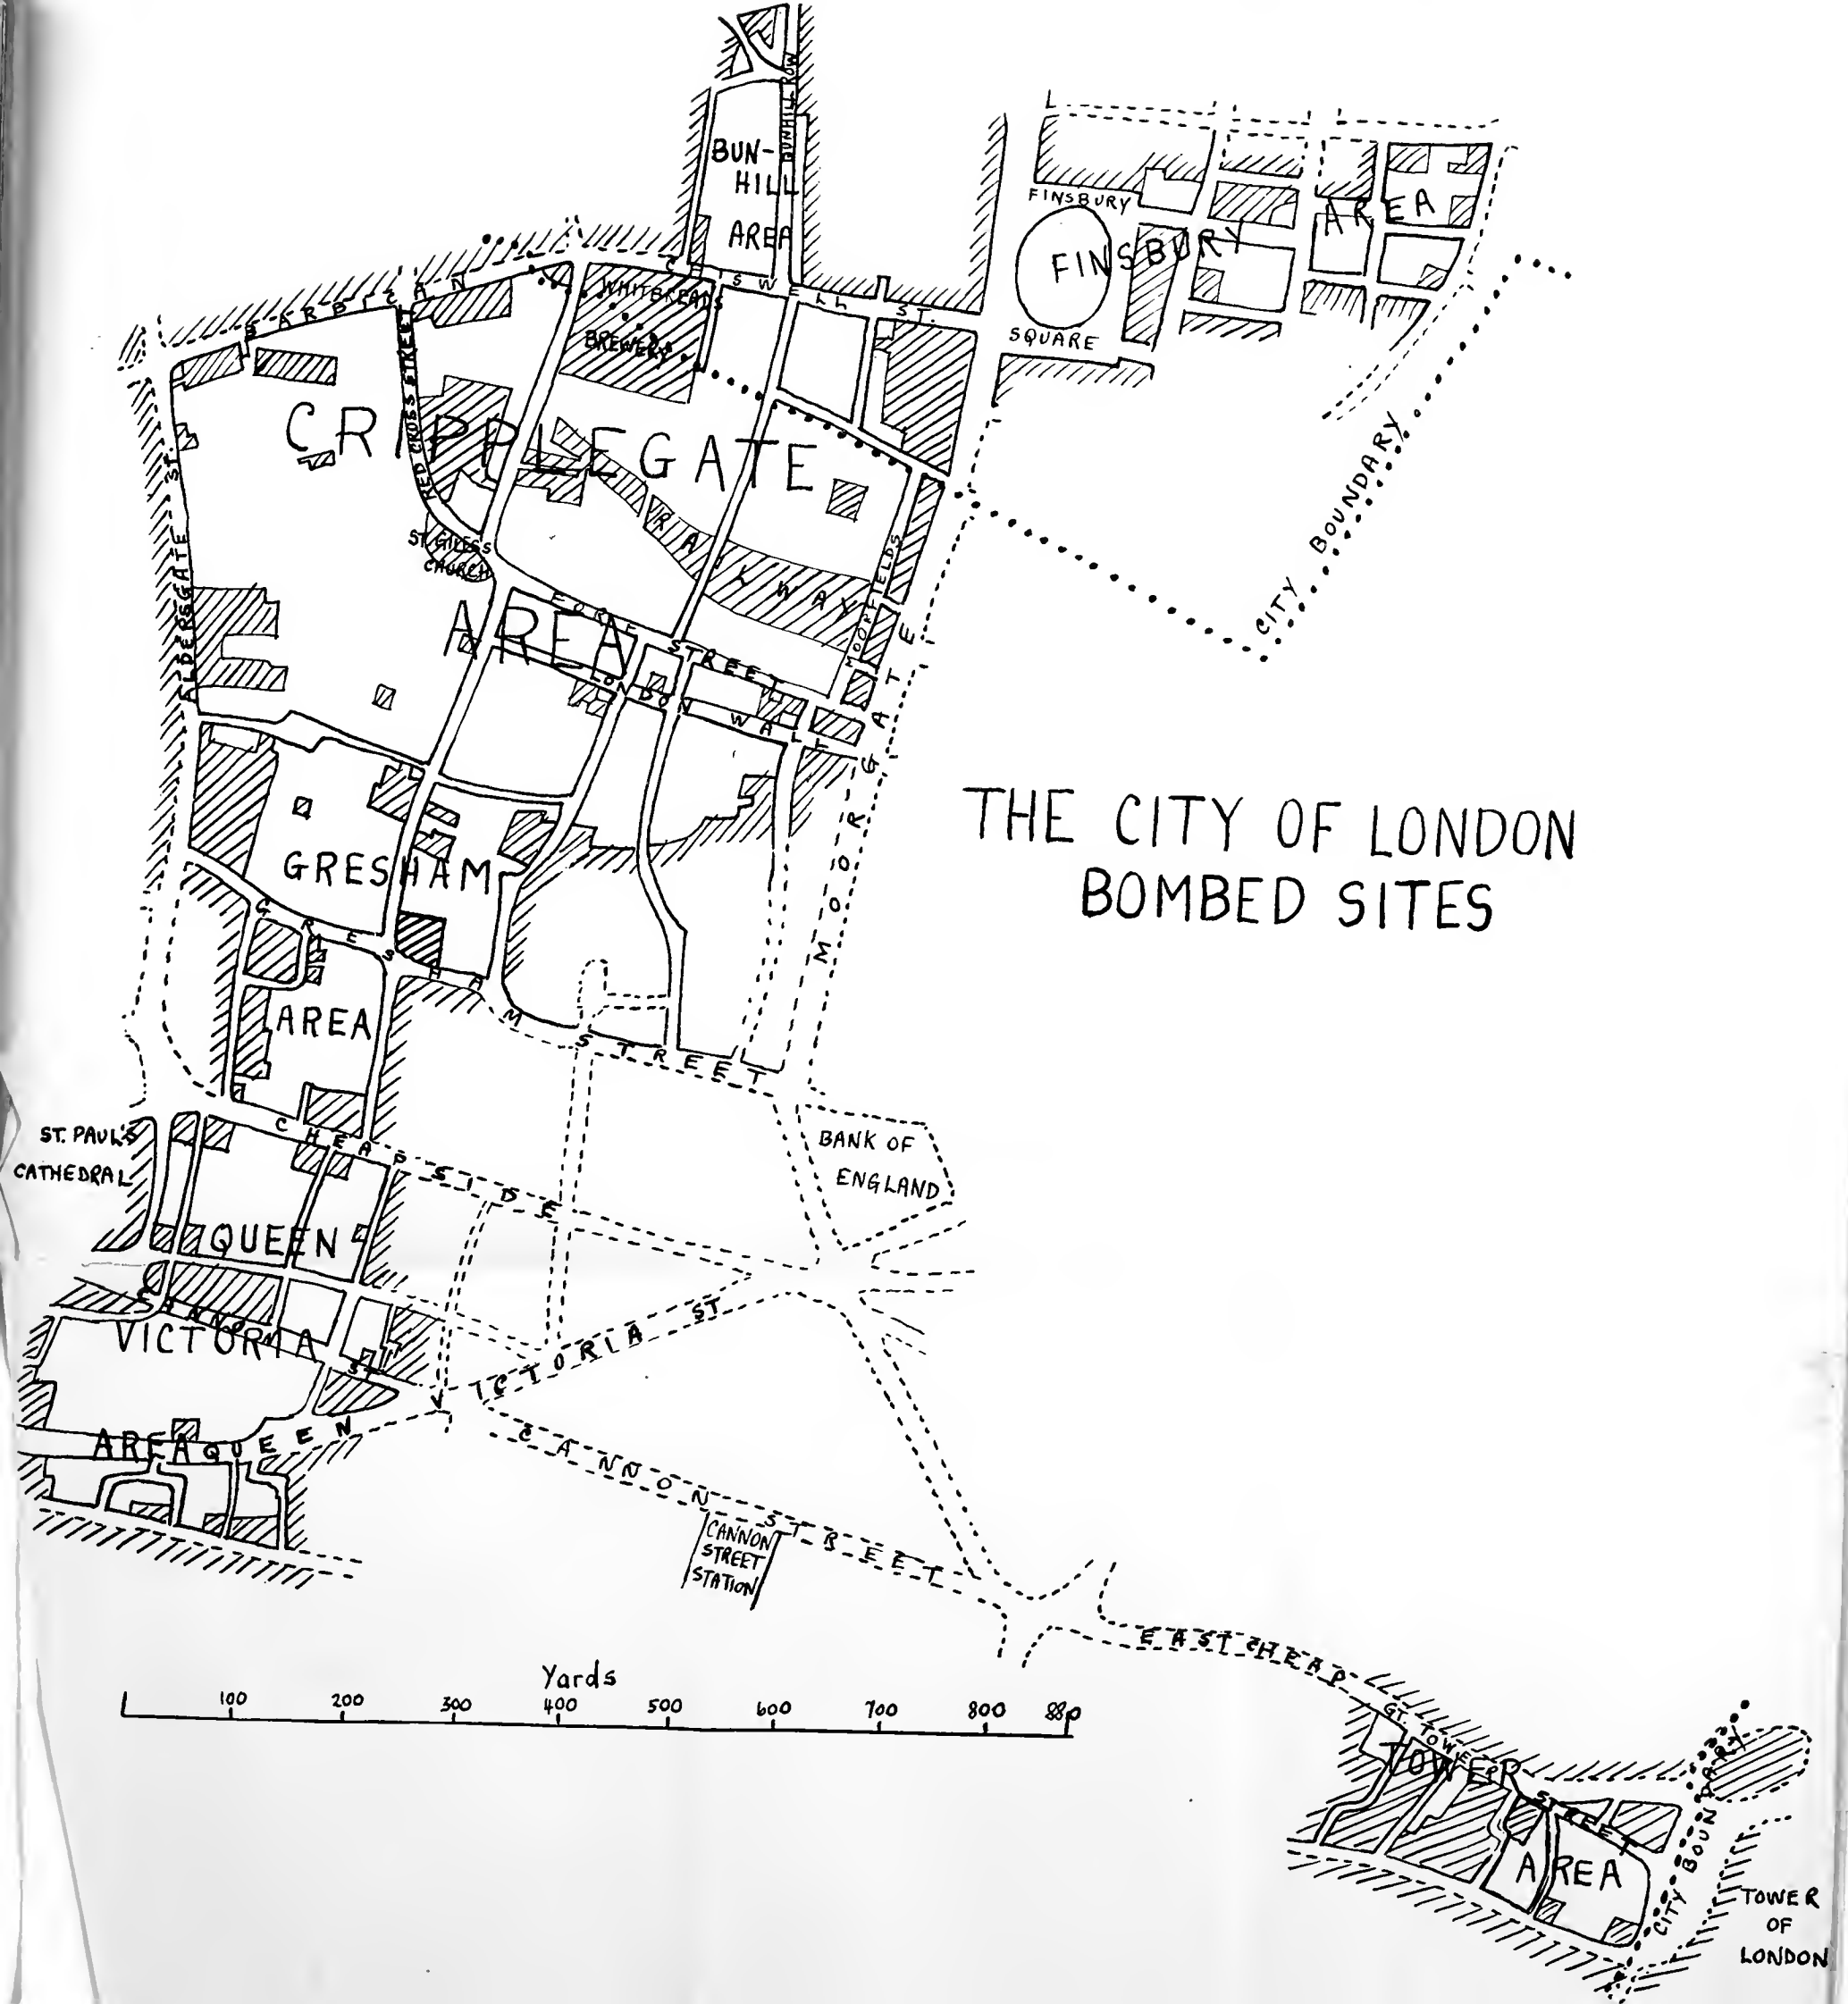 BUNHILL ROW
BUN-
HILL
AREA
FINSBURY
SQUARE
FINSBURY
AREA
BARBICAN
CHISWELL ST.
WHITBREADS
BREWERY
RED CROSS STREET
CRIPPLEGATE
AREA
ALDERSGATE ST.
ST. GILES'S
CHURCH
RAILWAY
MOORFIELDS
FORE STREET
LONDON WALL
MOORGATE
CITY BOUNDARY
THE CITY OF LONDON
BOMBED SITES
GRESHAM
AREA
GRESHAM STREET
CHEAPSIDE
ST. PAUL'S
CATHEDRAL
BANK OF
ENGLAND
QUEEN
VICTORIA
AREA
CANNON ST
QUEEN VICTORIA ST
CANNON STREET
CANNON
STREET
STATION
EASTCHEAP
GT. TOWER STREET
TOWER
AREA
CITY BOUNDARY
TOWER
OF
LONDON
Yards
100 200 300 400 500 600 700 800 880